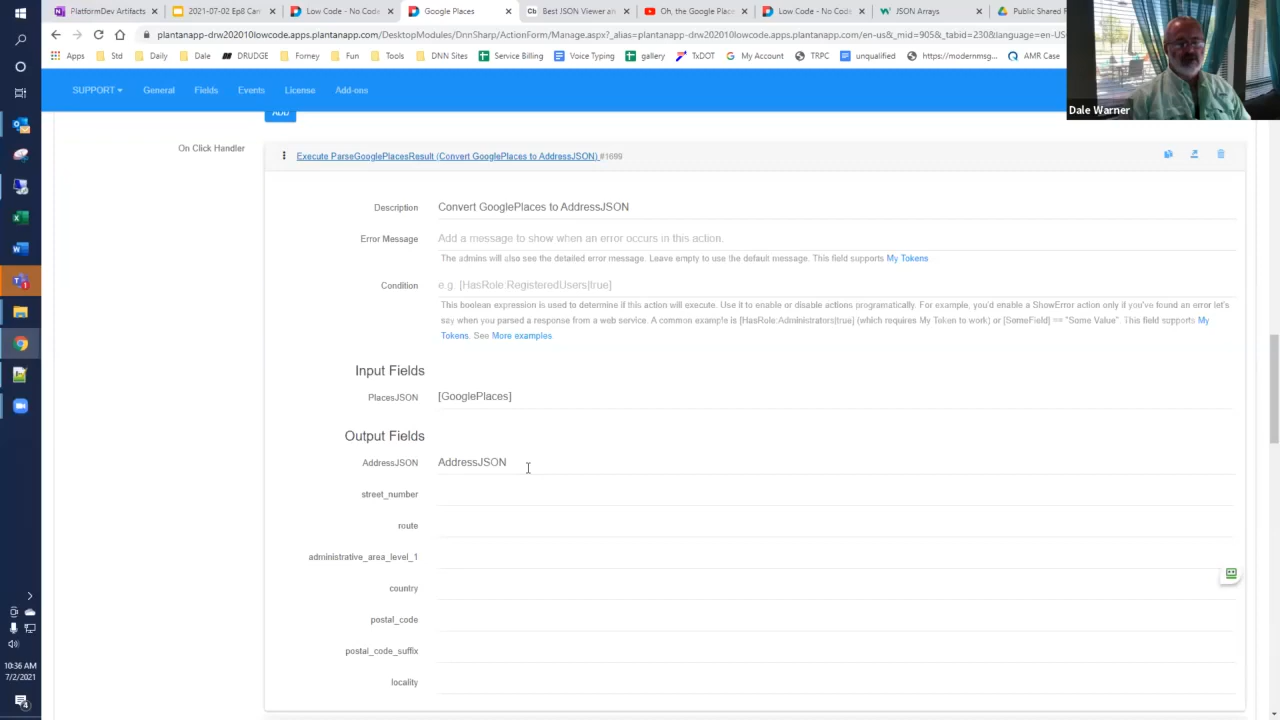 PlatformDev Artifacts
2021-07-02 Ep8 Car
Low Code - No Cod
Google Places
JSON Viewer an
Oh, the Google Place
Low Code - No Cod
JSON Arrays
Public Shared
plantanapp-drw202010lowcode.apps.plantanapp.com/DesktopModules/DnnSharp/ActionForm/Manage.aspx?_alias=plantanapp-drw202010lowcode.apps.plantanapp.com/en-us&_mid=905&_tabid=230&language=en-US
Apps
Std
Daily
Dale
DRUDGE
Forney
Fun
Tools
DNN Sites
Service Billing
Voice Typing
gallery
TxDOT
My Account
TRPC
unqualified
https://modernmsg...
AMR Case
Dale Warner
SUPPORT
General
Fields
Events
License
Add-ons
ADD
On Click Handler
Execute ParseGooglePlacesResult (Convert GooglePlaces to AddressJSON) #1699
Description
Convert GooglePlaces to AddressJSON
Error Message
Add a message to show when an error occurs in this action.
The admins will also see the detailed error message. Leave empty to use the default message. This field supports My Tokens
Condition
e.g. [HasRole:RegisteredUsers|true]
This boolean expression is used to determine if this action will execute. Use it to enable or disable actions programatically. For example, you'd enable a ShowError action only if you've found an error let's
say when you parsed a response from a web service. A common example is [HasRole:Administrators|true] (which requires My Token to work) or [SomeField] == "Some Value". This field supports My
Tokens. See More examples.
Input Fields
PlacesJSON
[GooglePlaces]
Output Fields
AddressJSON
AddressJSON
street_number
route
administrative_area_level_1
country
postal_code
postal_code_suffix
locality
10:36 AM
7/2/2021
4